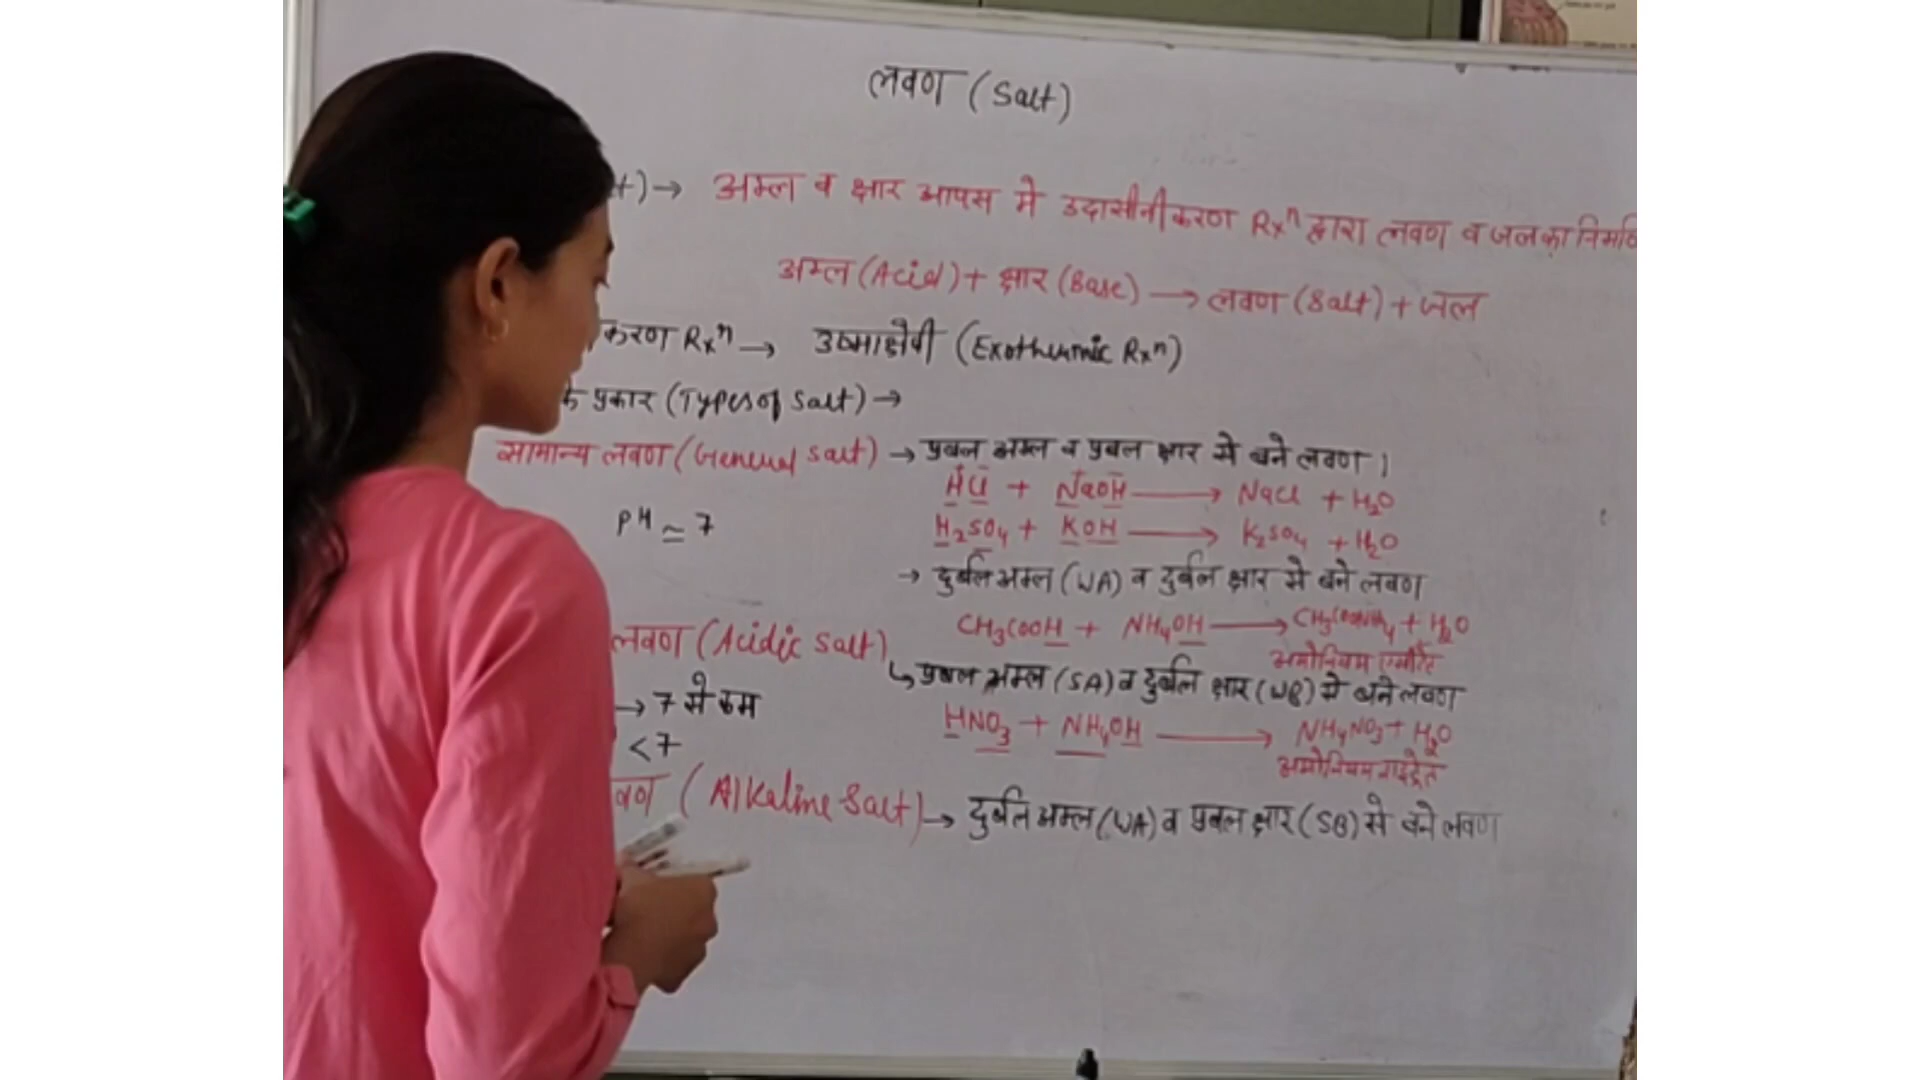 लवण (Salt)
t) → अम्ल व क्षार आपस मे उदासीनीकरण Rxⁿ द्वारा लवण व जल का
अम्ल (Acid) + क्षार (Base) → लवण (Salt) + जल
करण Rxⁿ → उष्माक्षेपी (Exothermic Rxⁿ)
के प्रकार (Types of Salt) →
सामान्य लवण (General Salt) → प्रबल अम्ल व प्रबल क्षार से बने लवण।
HCl + NaOH → NaCl + H₂O
pH ≃ 7
H₂SO₄ + KOH → K₂SO₄ + H₂O
→ दुर्बल अम्ल (WA) व दुर्बल क्षार से बने लवण
CH₃COOH + NH₄OH → CH₃COONH₄ + H₂O
अमोनियम एसीटेट
लवण (Acidic Salt)
↳ प्रबल अम्ल (SA) व दुर्बल क्षार (WB) से बने लवण
→ 7 से कम
HNO₃ + NH₄OH → NH₄NO₃ + H₂O
< 7
अमोनियम नाइट्रेट
वण (Alkaline Salt) → दुर्बल अम्ल (WA) व प्रबल क्षार (SB) से बने लवण